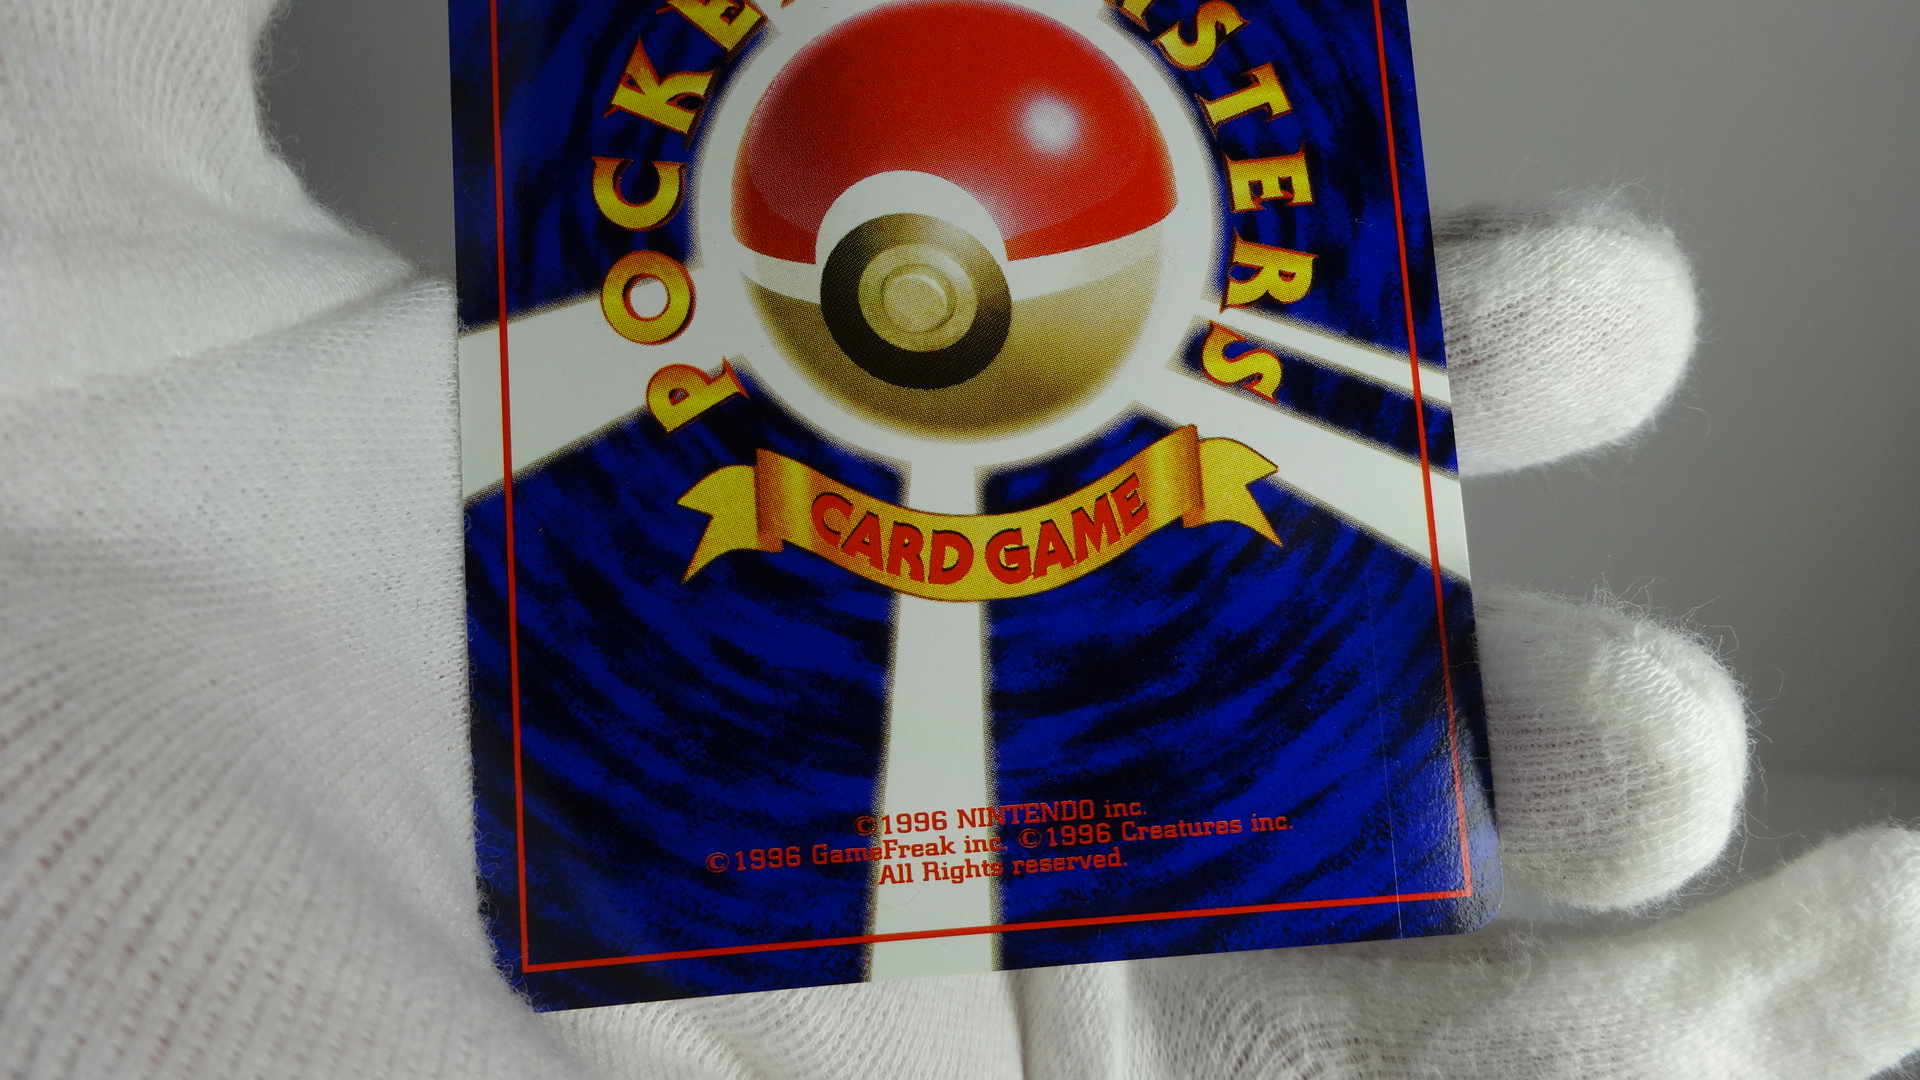 POCKE
STERS
CARD GAME
©1996 NINTENDO inc.
©1996 GameFreak inc. ©1996 Creatures inc.
All Rights reserved.